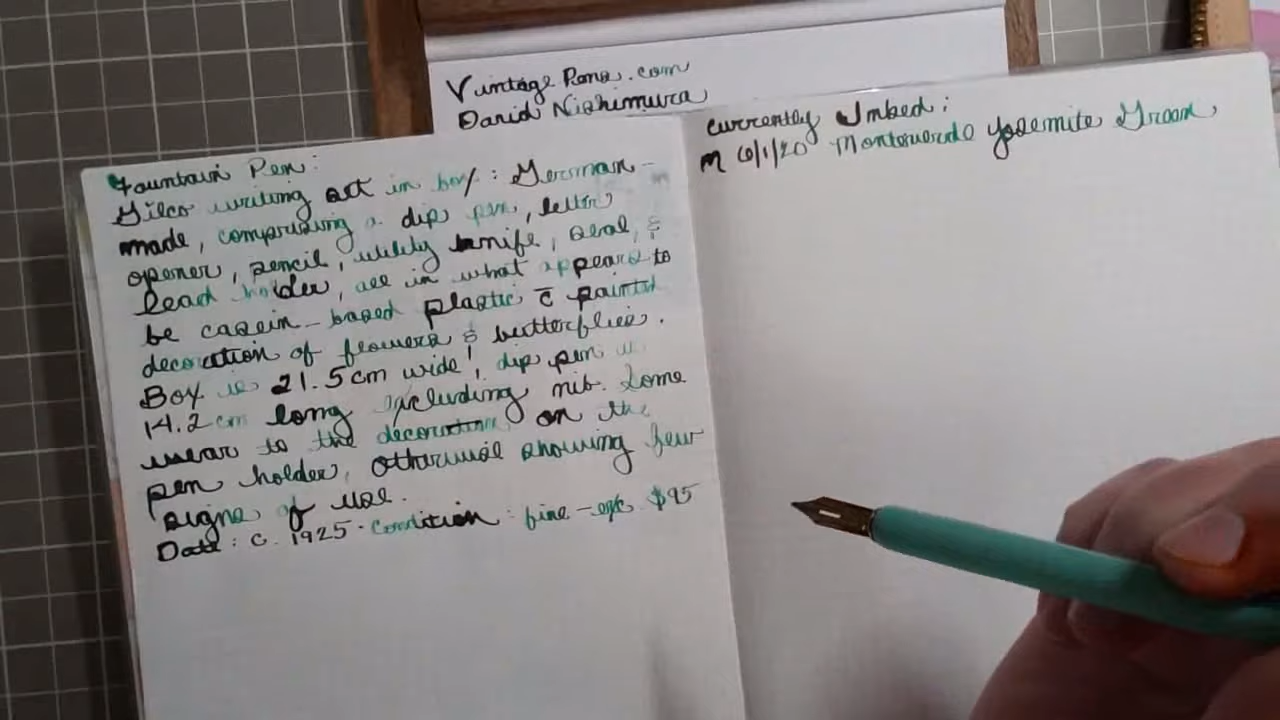 Vintage Pens.com
David Nishimura
Fountain Pen:
Gilco writing set in box: German-
made, comprising a dip pen, letter
opener, pencil, utility knife, seal, &
lead holder, all in what appears to
be casein-based plastic c̄ painted
decoration of flowers & butterflies.
Box is 21.5cm wide; dip pen is
14.2cm long including nib. Some
wear to the decoration on the
pen holder, otherwise showing few
signs of use.
Date: c. 1925. Condition: fine - $95
Currently Inked:
m 6/1/20 Monteverde Yosemite Green